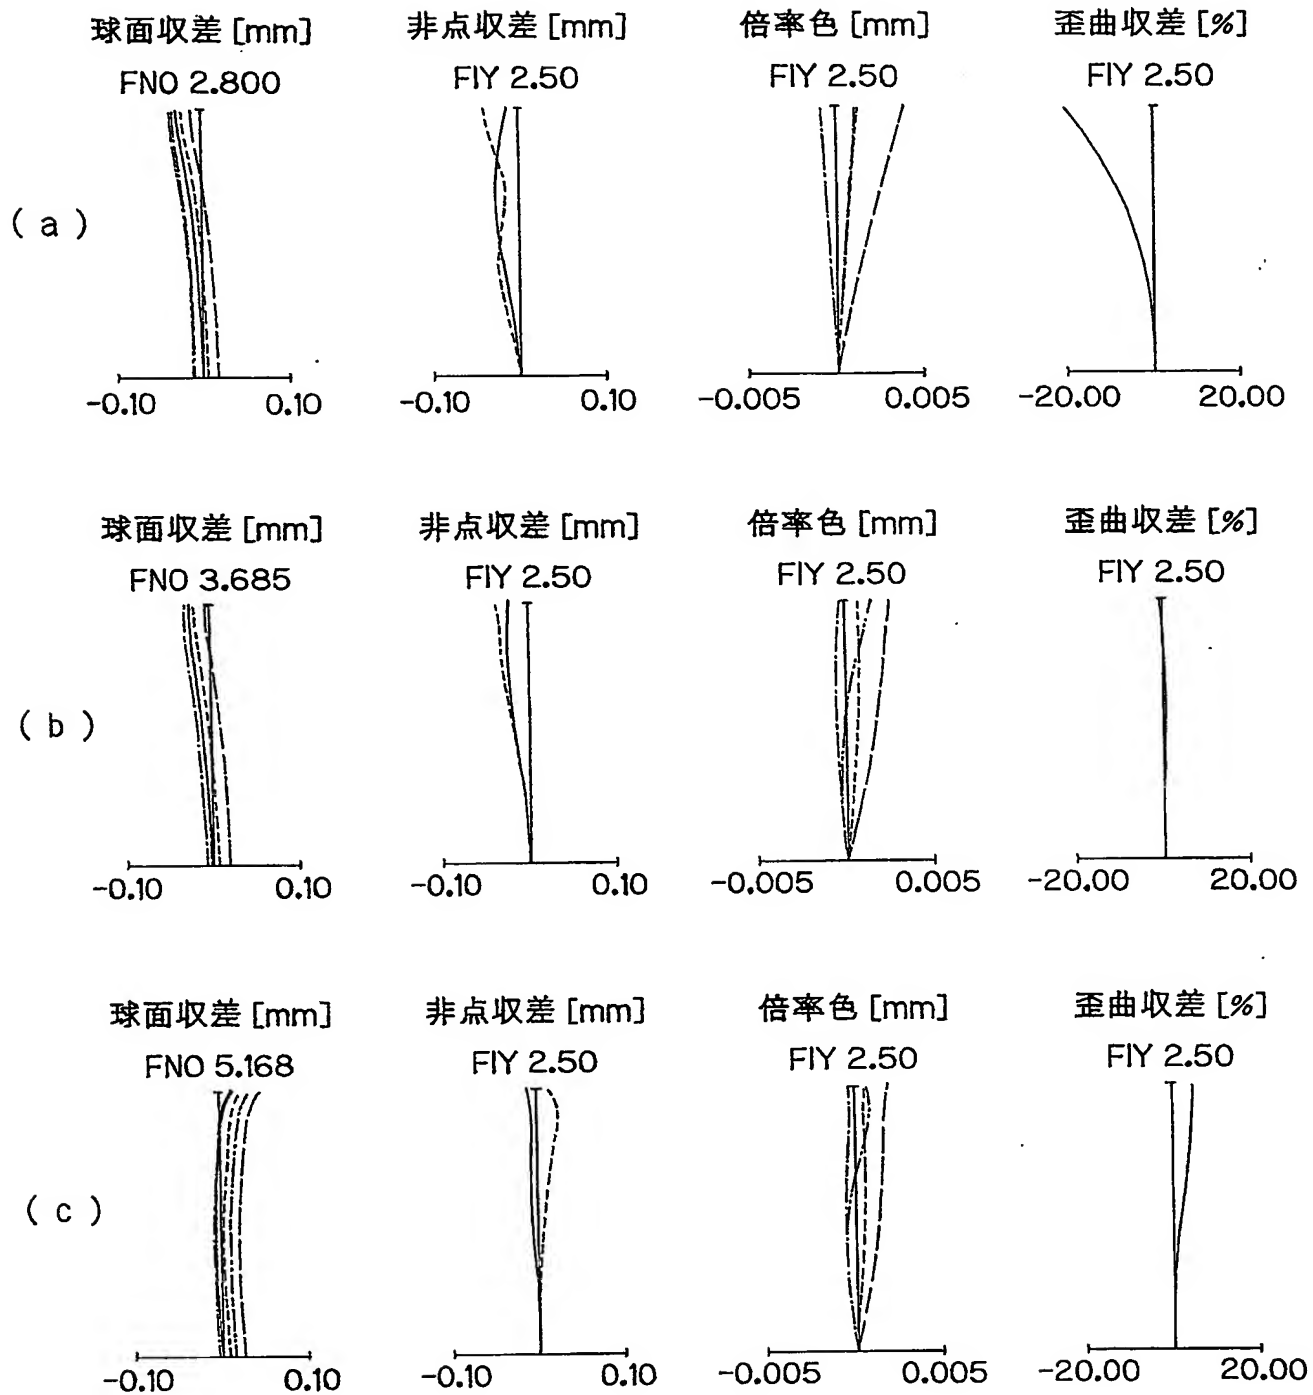 球面収差 [mm] 非点収差 [mm] 倍率色 [mm] 歪曲収差 [%]
FNO 2.800 FIY 2.50 FIY 2.50 FIY 2.50
(a)
-0.10 0.10 -0.10 0.10 -0.005 0.005 -20.00 20.00
球面収差 [mm] 非点収差 [mm] 倍率色 [mm] 歪曲収差 [%]
FNO 3.685 FIY 2.50 FIY 2.50 FIY 2.50
(b)
-0.10 0.10 -0.10 0.10 -0.005 0.005 -20.00 20.00
球面収差 [mm] 非点収差 [mm] 倍率色 [mm] 歪曲収差 [%]
FNO 5.168 FIY 2.50 FIY 2.50 FIY 2.50
(c)
-0.10 0.10 -0.10 0.10 -0.005 0.005 -20.00 20.00